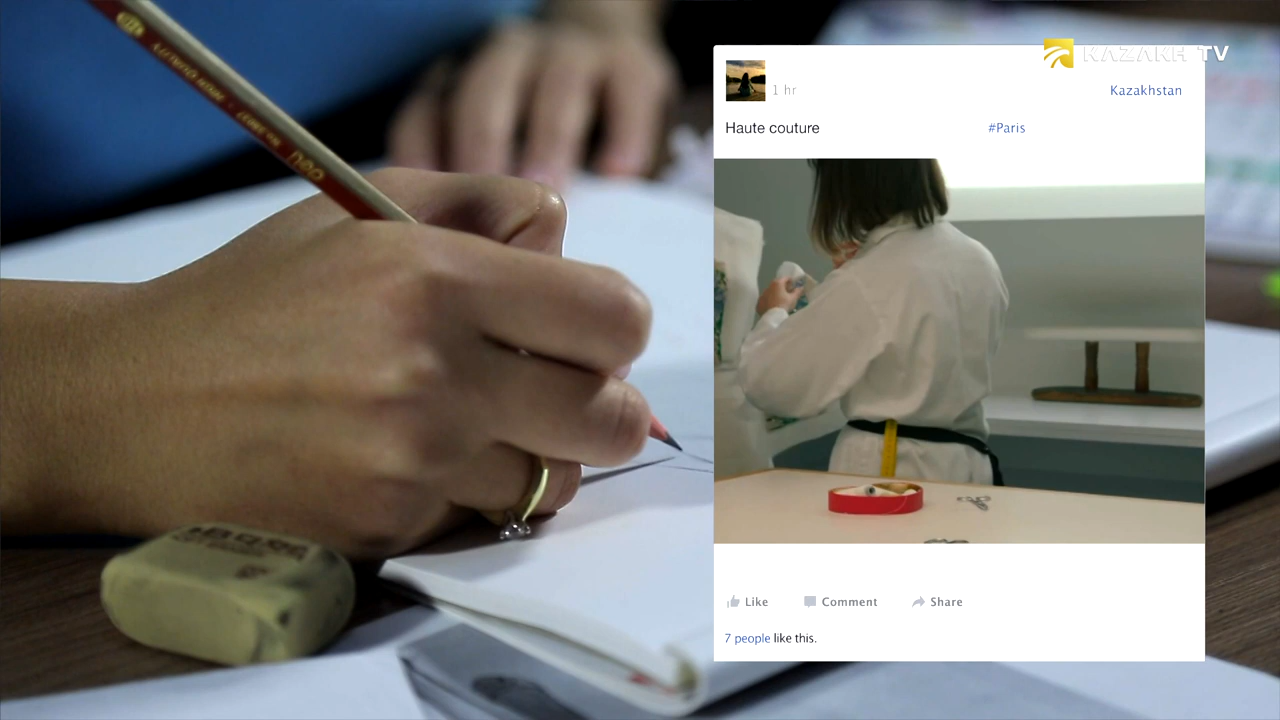 KAZAKH TV
1 hr
Kazakhstan
Haute couture
#Paris
Like
Comment
Share
7 people like this.